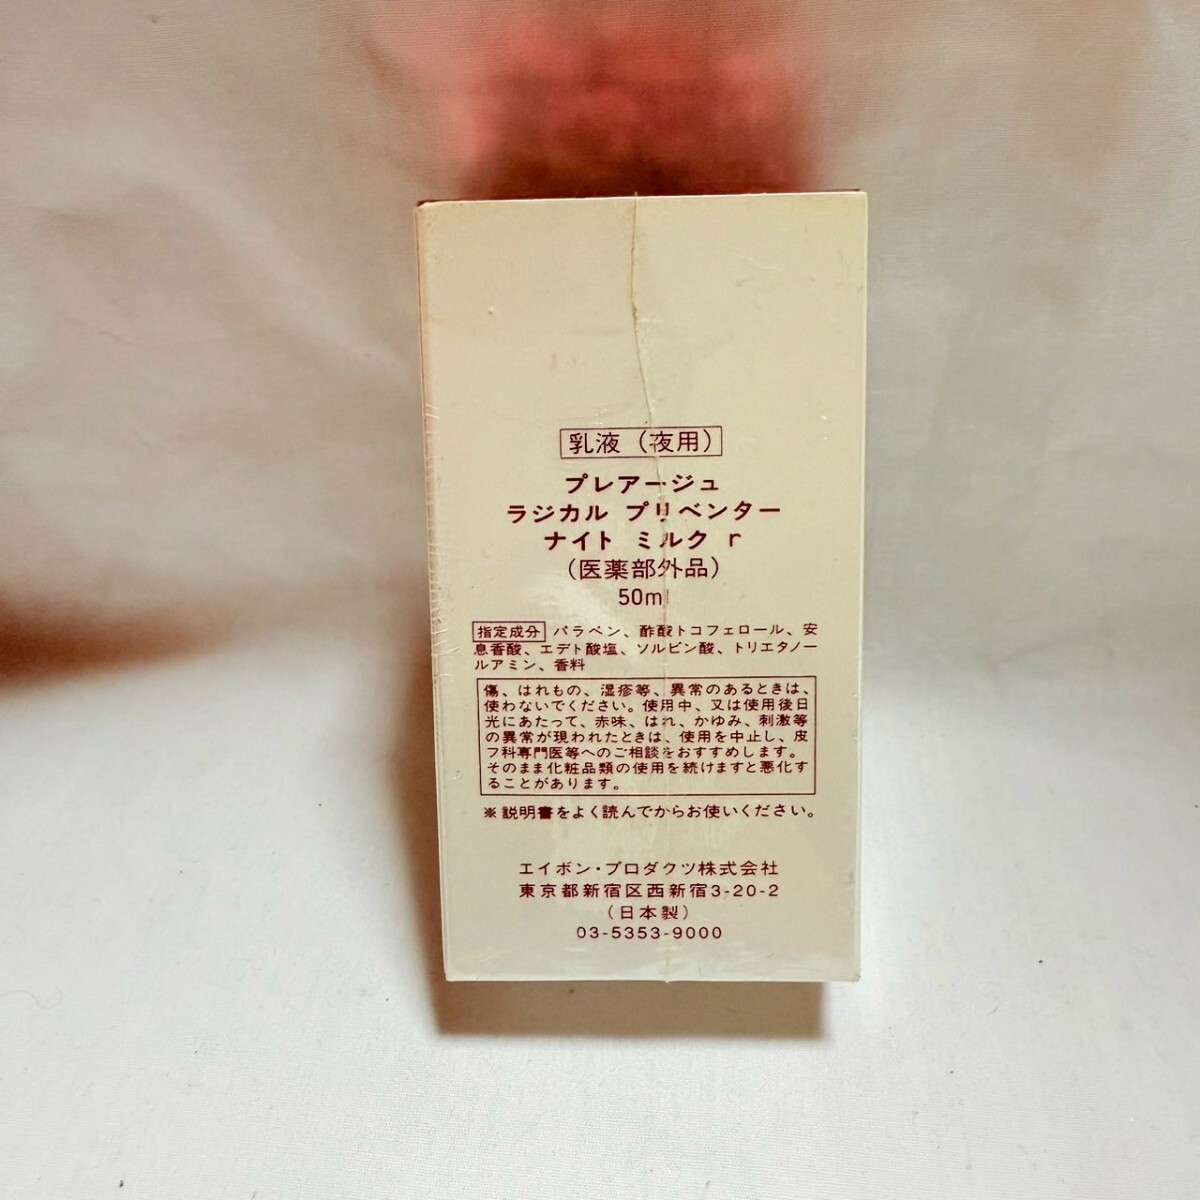 乳液（夜用）
プレアージュ
ラジカル プリベンター
ナイト ミルク r
（医薬部外品）
50ml
指定成分 パラベン、酢酸トコフェロール、安
息香酸、エデト酸塩、ソルビン酸、トリエタノー
ルアミン、香料
傷、はれもの、湿疹等、異常のあるときは、
使わないでください。使用中、又は使用後日
光にあたって、赤味、はれ、かゆみ、刺激等
の異常が現われたときは、使用を中止し、皮
フ科専門医等へのご相談をおすすめします。
そのまま化粧品類の使用を続けますと悪化す
ることがあります。
※説明書をよく読んでからお使いください。
エイボン・プロダクツ株式会社
東京都新宿区西新宿3-20-2
（日本製）
03-5353-9000